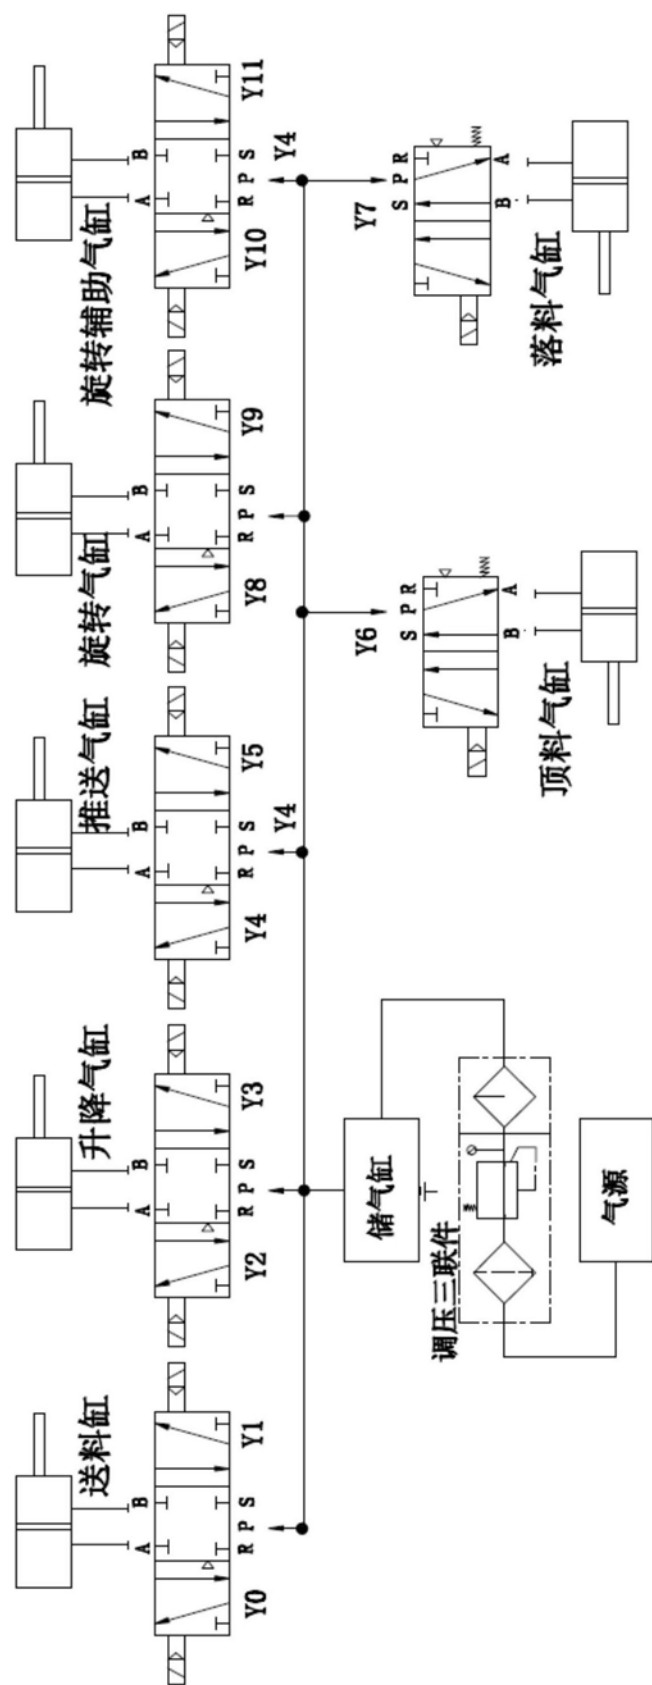 送料缸 升降气缸 推送气缸 旋转气缸 旋转辅助气缸
A B A B A B A B A B
Y0 R P S Y1 Y2 R P S Y3 Y4 R P S Y5 Y8 R P S Y9 Y10 R P S Y11
Y4 Y4
Y6 Y7
S P R S P R
储气缸
调压三联件
B A B A
顶料气缸 落料气缸
气源